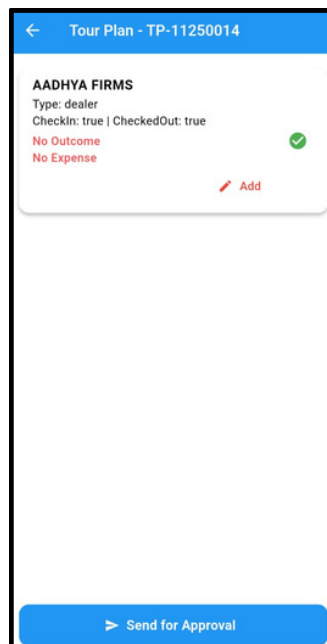 Tour Plan - TP-11250014
AADHYA FIRMS
Type: dealer
CheckIn: true | CheckedOut: true
No Outcome
No Expense
Add
Send for Approval